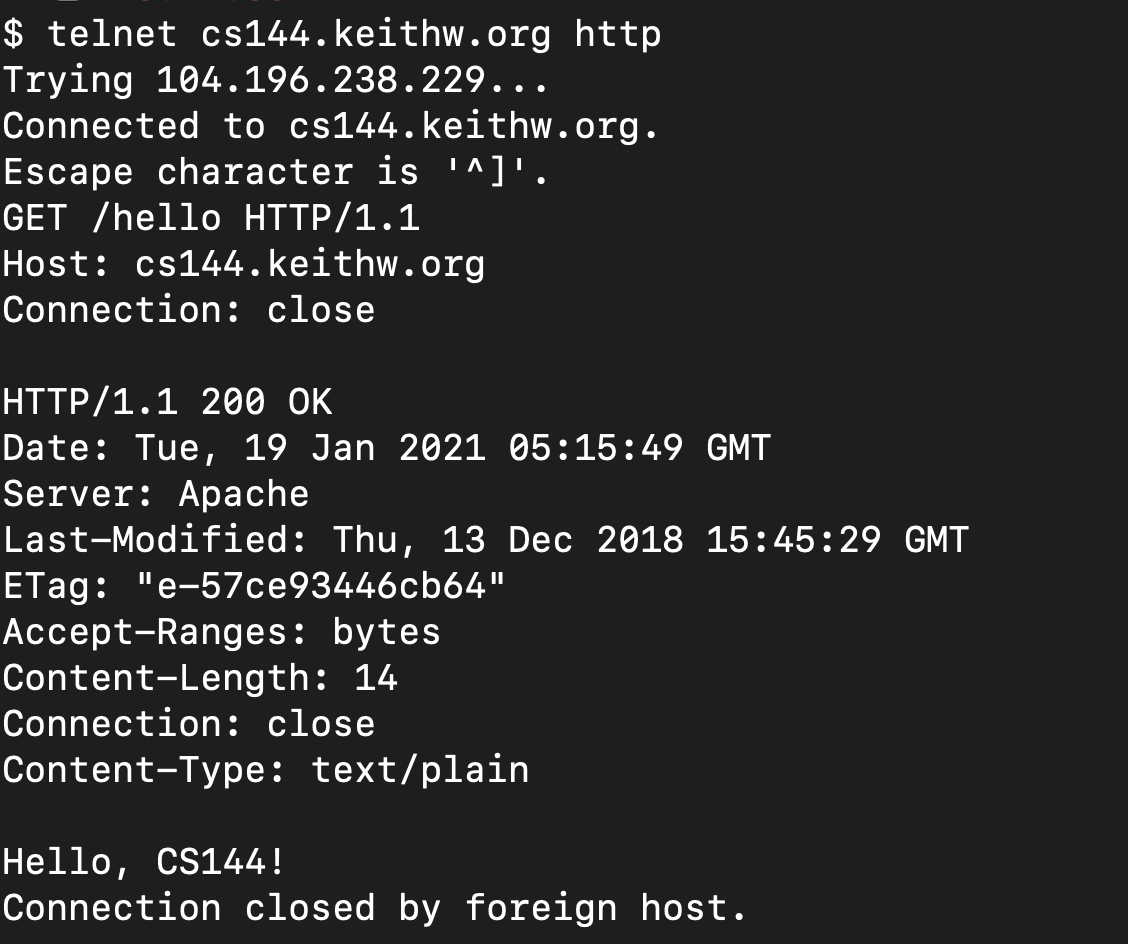 $ telnet cs144.keithw.org http
Trying 104.196.238.229...
Connected to cs144.keithw.org.
Escape character is '^]'.
GET /hello HTTP/1.1
Host: cs144.keithw.org
Connection: close

HTTP/1.1 200 OK
Date: Tue, 19 Jan 2021 05:15:49 GMT
Server: Apache
Last-Modified: Thu, 13 Dec 2018 15:45:29 GMT
ETag: "e-57ce93446cb64"
Accept-Ranges: bytes
Content-Length: 14
Connection: close
Content-Type: text/plain

Hello, CS144!
Connection closed by foreign host.